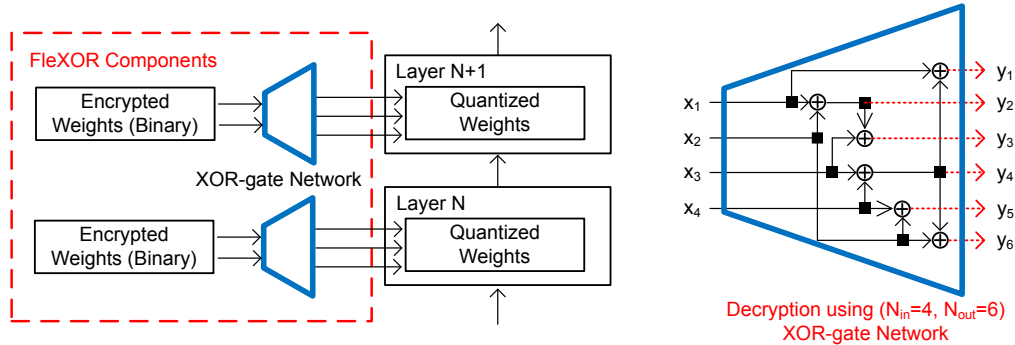 FleXOR Components
Encrypted
Weights (Binary)
XOR-gate Network
Encrypted
Weights (Binary)
Layer N+1
Quantized
Weights
Layer N
Quantized
Weights
x1
x2
x3
x4
y1
y2
y3
y4
y5
y6
Decryption using (Nin=4, Nout=6)
XOR-gate Network